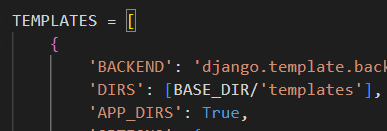 TEMPLATES = [
{
'BACKEND': 'django.template.back
'DIRS': [BASE_DIR/'templates'],
'APP_DIRS': True,